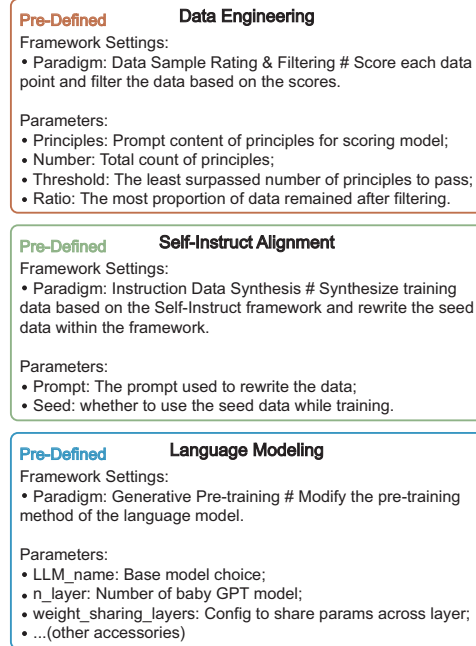 Pre-Defined Data Engineering
Framework Settings:
• Paradigm: Data Sample Rating & Filtering # Score each data
point and filter the data based on the scores.
Parameters:
• Principles: Prompt content of principles for scoring model;
• Number: Total count of principles;
• Threshold: The least surpassed number of principles to pass;
• Ratio: The most proportion of data remained after filtering.
Pre-Defined Self-Instruct Alignment
Framework Settings:
• Paradigm: Instruction Data Synthesis # Synthesize training
data based on the Self-Instruct framework and rewrite the seed
data within the framework.
Parameters:
• Prompt: The prompt used to rewrite the data;
• Seed: whether to use the seed data while training.
Pre-Defined Language Modeling
Framework Settings:
• Paradigm: Generative Pre-training # Modify the pre-training
method of the language model.
Parameters:
• LLM_name: Base model choice;
• n_layer: Number of baby GPT model;
• weight_sharing_layers: Config to share params across layer;
• ...(other accessories)